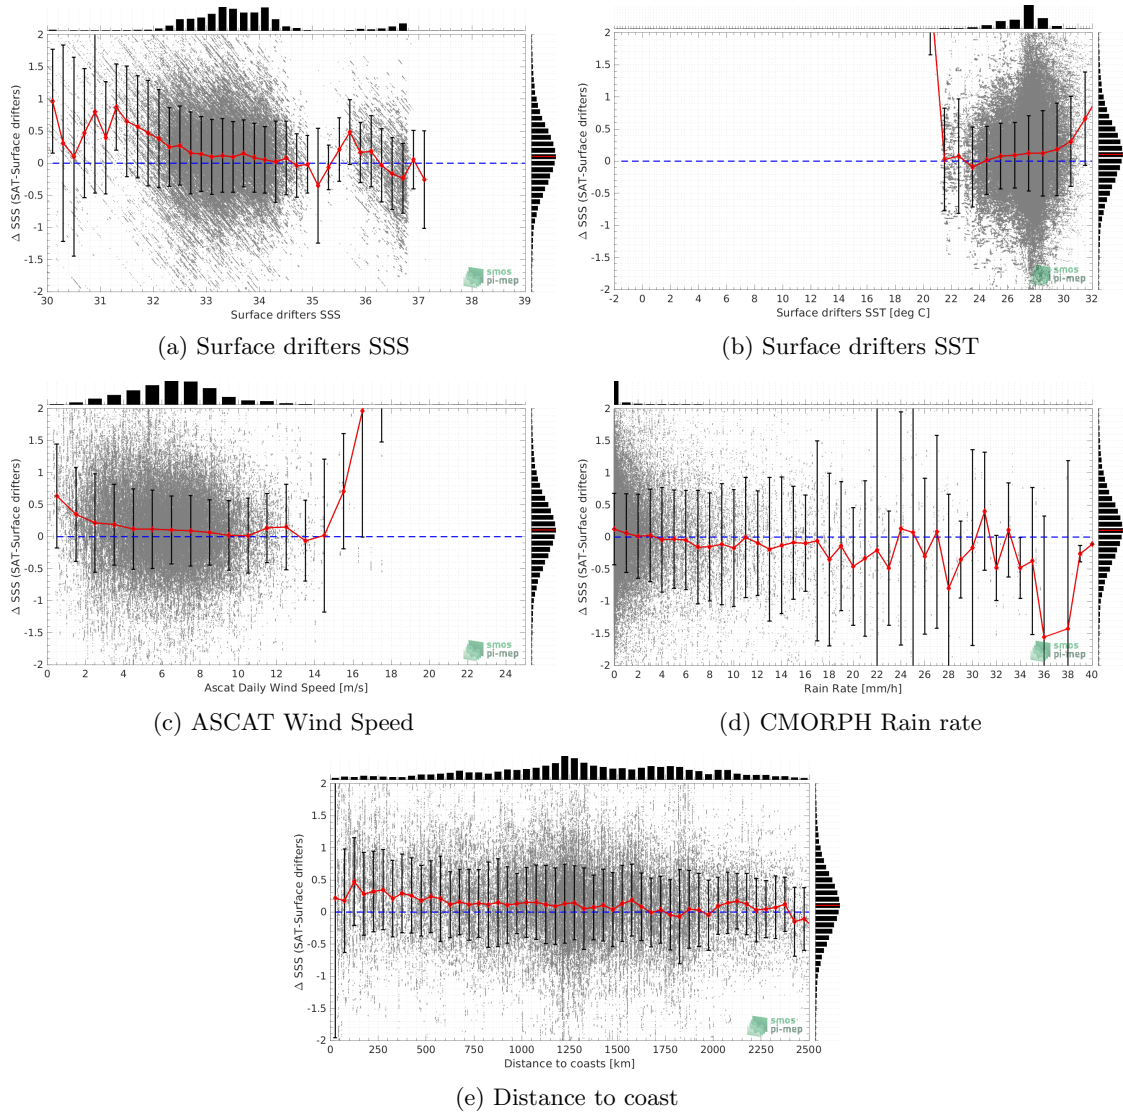 2
1.5
1
0.5
0
-0.5
-1
-1.5
-2
Δ SSS (SAT-Surface drifters)
30 31 32 33 34 35 36 37 38 39
Surface drifters SSS
smos
pi-mep
(a) Surface drifters SSS
2
1.5
1
0.5
0
-0.5
-1
-1.5
-2
Δ SSS (SAT-Surface drifters)
-2 0 2 4 6 8 10 12 14 16 18 20 22 24 26 28 30 32
Surface drifters SST [deg C]
smos
pi-mep
(b) Surface drifters SST
2
1.5
1
0.5
0
-0.5
-1
-1.5
-2
Δ SSS (SAT-Surface drifters)
0 2 4 6 8 10 12 14 16 18 20 22 24
Ascat Daily Wind Speed [m/s]
smos
pi-mep
(c) ASCAT Wind Speed
2
1.5
1
0.5
0
-0.5
-1
-1.5
-2
Δ SSS (SAT-Surface drifters)
0 2 4 6 8 10 12 14 16 18 20 22 24 26 28 30 32 34 36 38 40
Rain Rate [mm/h]
smos
pi-mep
(d) CMORPH Rain rate
2
1.5
1
0.5
0
-0.5
-1
-1.5
-2
Δ SSS (SAT-Surface drifters)
0 250 500 750 1000 1250 1500 1750 2000 2250 2500
Distance to coasts [km]
smos
pi-mep
(e) Distance to coast